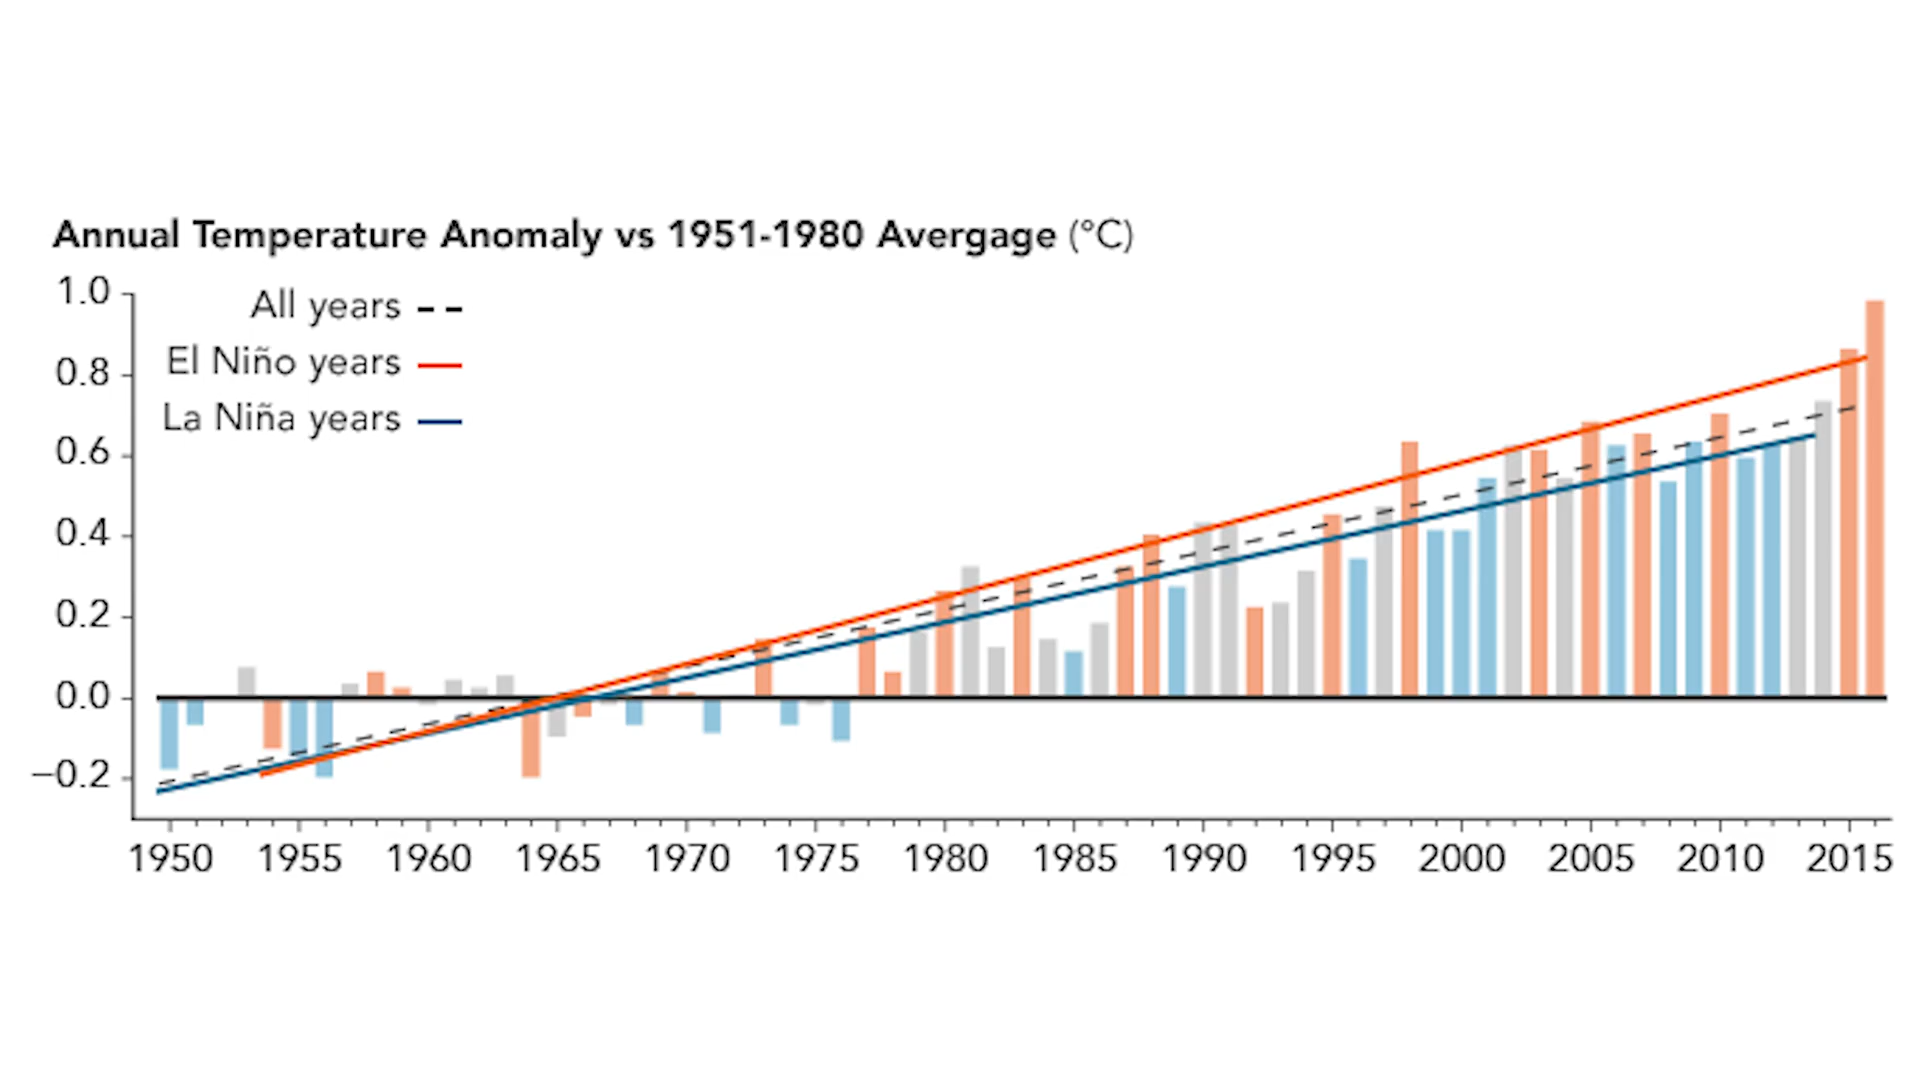 Annual Temperature Anomaly vs 1951-1980 Avergage (°C)
1.0
All years
0.8
El Niño years
La Niña years
0.6
0.4
0.2
0.0
−0.2
1950 1955 1960 1965 1970 1975 1980 1985 1990 1995 2000 2005 2010 2015